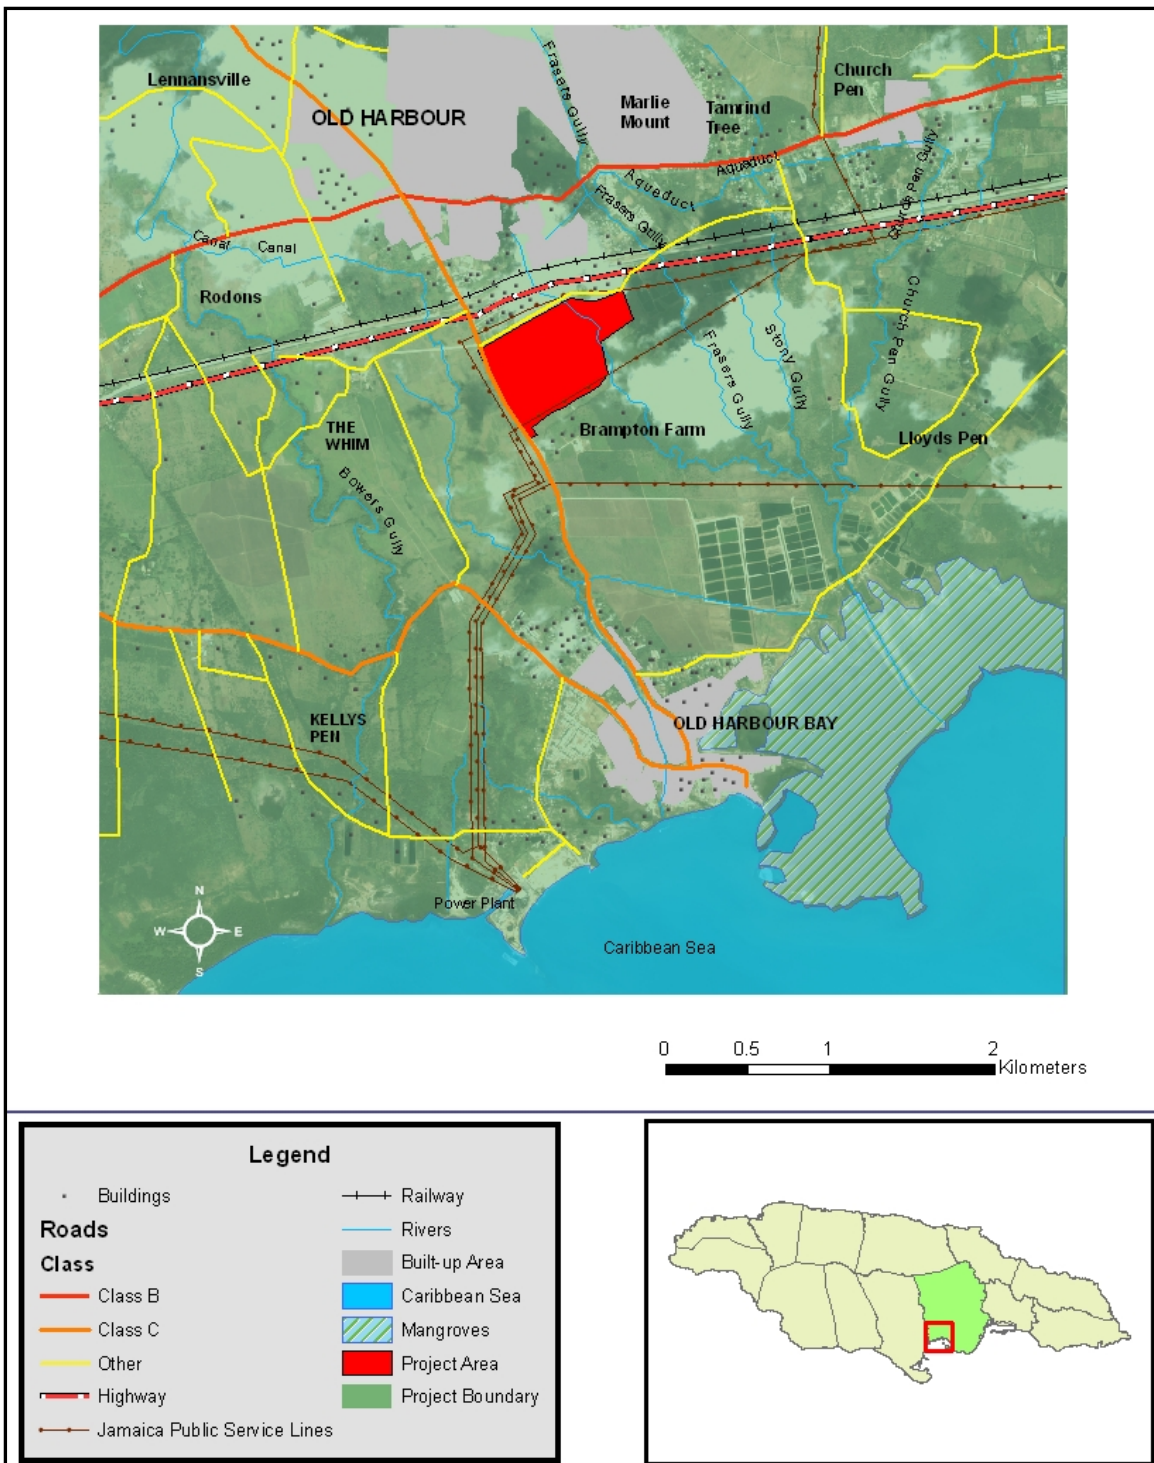 Lennansville
OLD HARBOUR
Frasers Gully
Marlie
Mount
Tamrind
Tree
Church
Pen
Aqueduct
Aqueduct
Frasers Gully
Church Pen Gully
Canal
Canal
Rodons
Church Pen Gully
Frasers Gully
Stony Gully
THE
WHIM
Brampton Farm
Lloyds Pen
Bowers Gully
KELLYS
PEN
OLD HARBOUR BAY
Power Plant
Caribbean Sea
N
W
E
S
0
0.5
1
2
Kilometers
Legend
Buildings
Roads
Class
Class B
Class C
Other
Highway
Jamaica Public Service Lines
Railway
Rivers
Built-up Area
Caribbean Sea
Mangroves
Project Area
Project Boundary